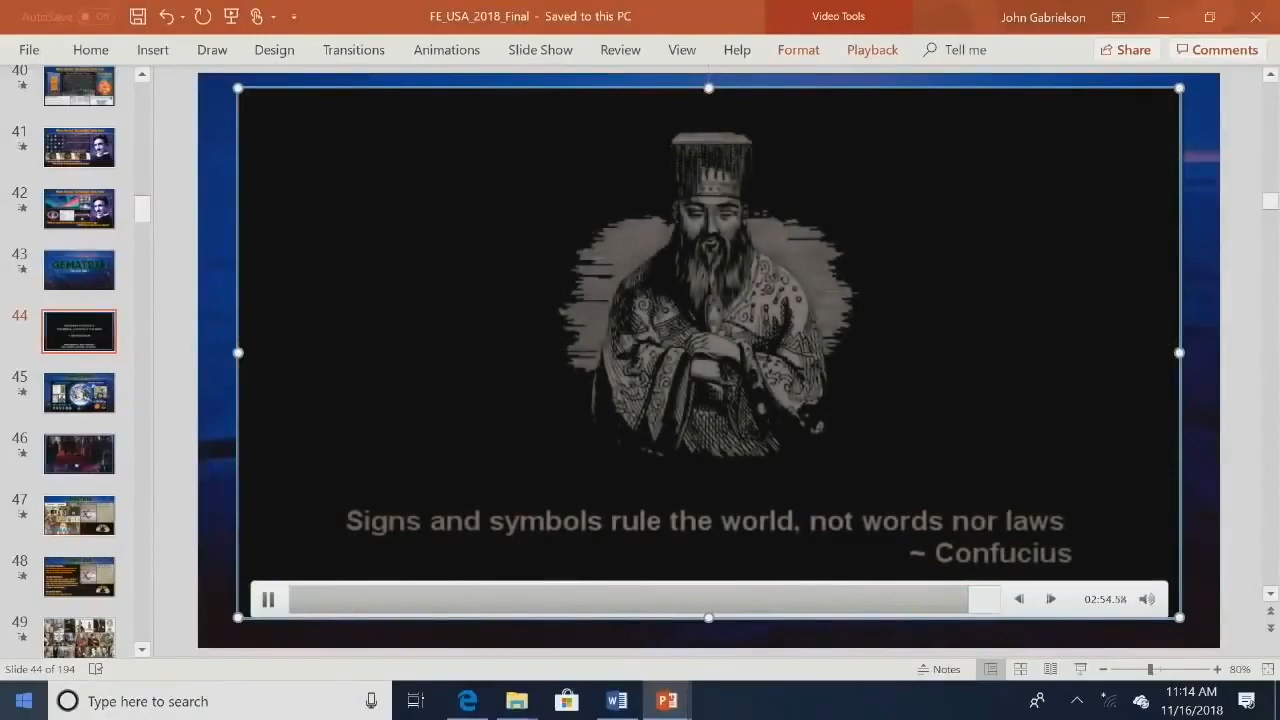 AutoSave Off
FE_USA_2018_Final - Saved to this PC
Video Tools
John Gabrielson
File Home Insert Draw Design Transitions Animations Slide Show Review View Help Format Playback Tell me Share Comments
40
41
42
43
GEMATRIA
44
45
46
47
48
49
Signs and symbols rule the world, not words nor laws
~ Confucius
02:54.58
Slide 44 of 194
Notes
80%
Type here to search
11:14 AM
11/16/2018